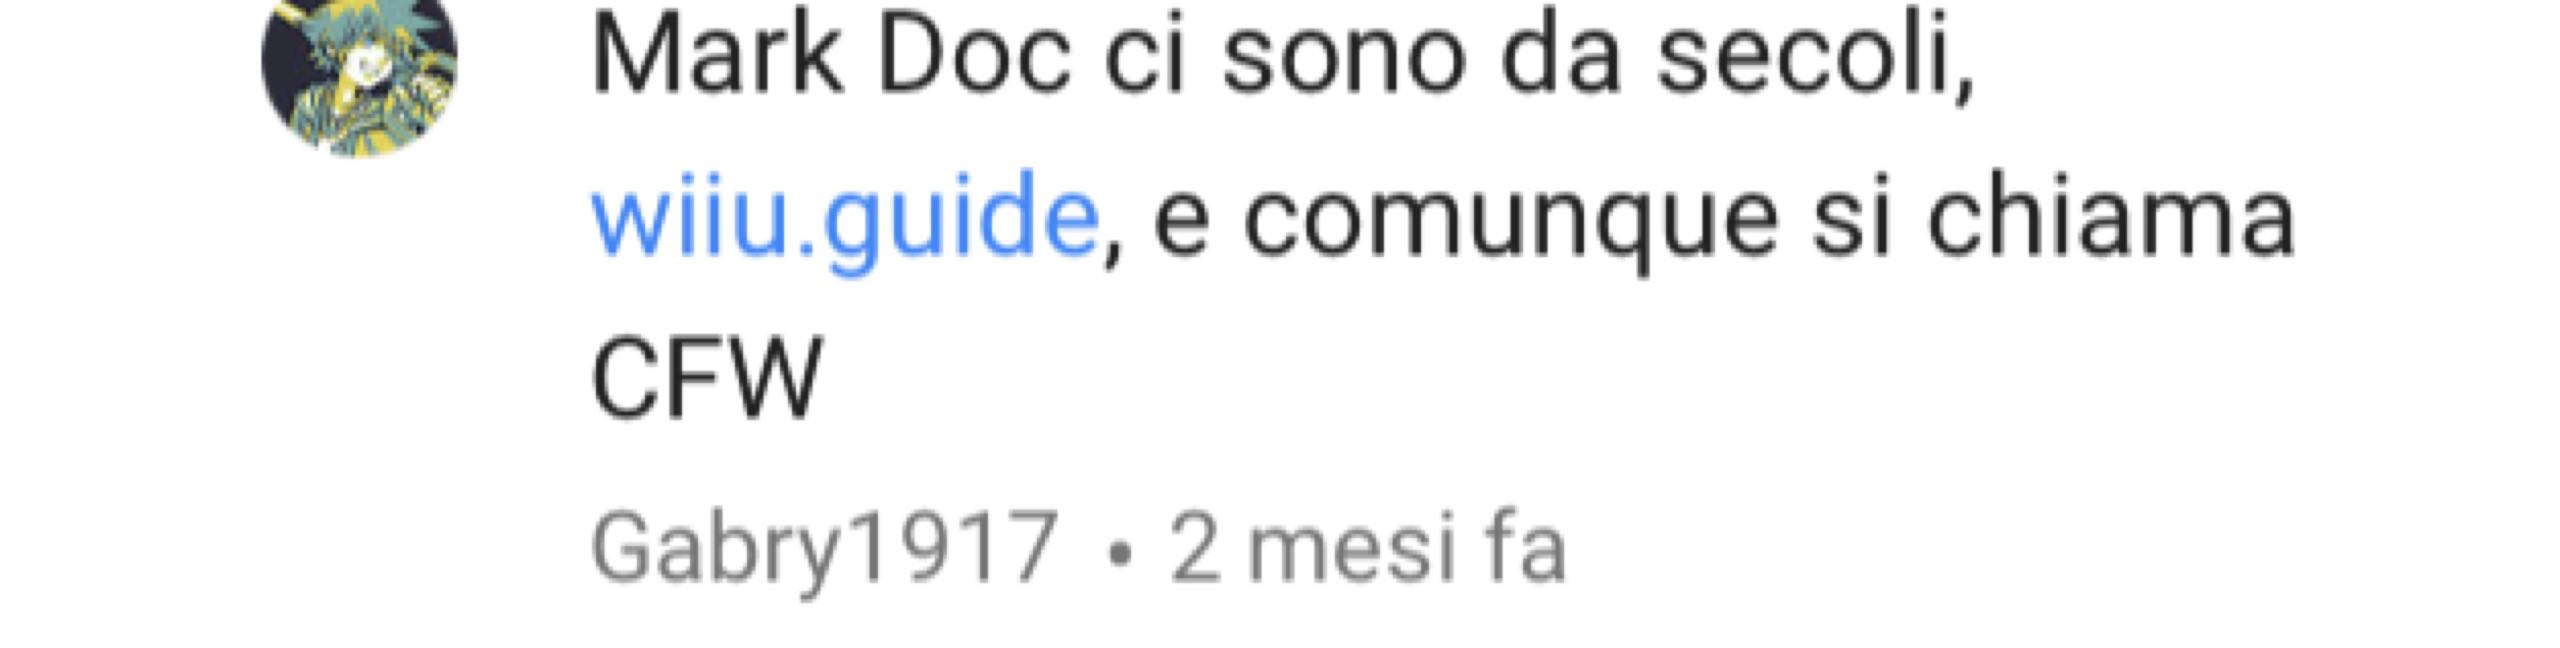 Mark Doc ci sono da secoli,
wiiu.guide, e comunque si chiama
CFW
Gabry1917 • 2 mesi fa